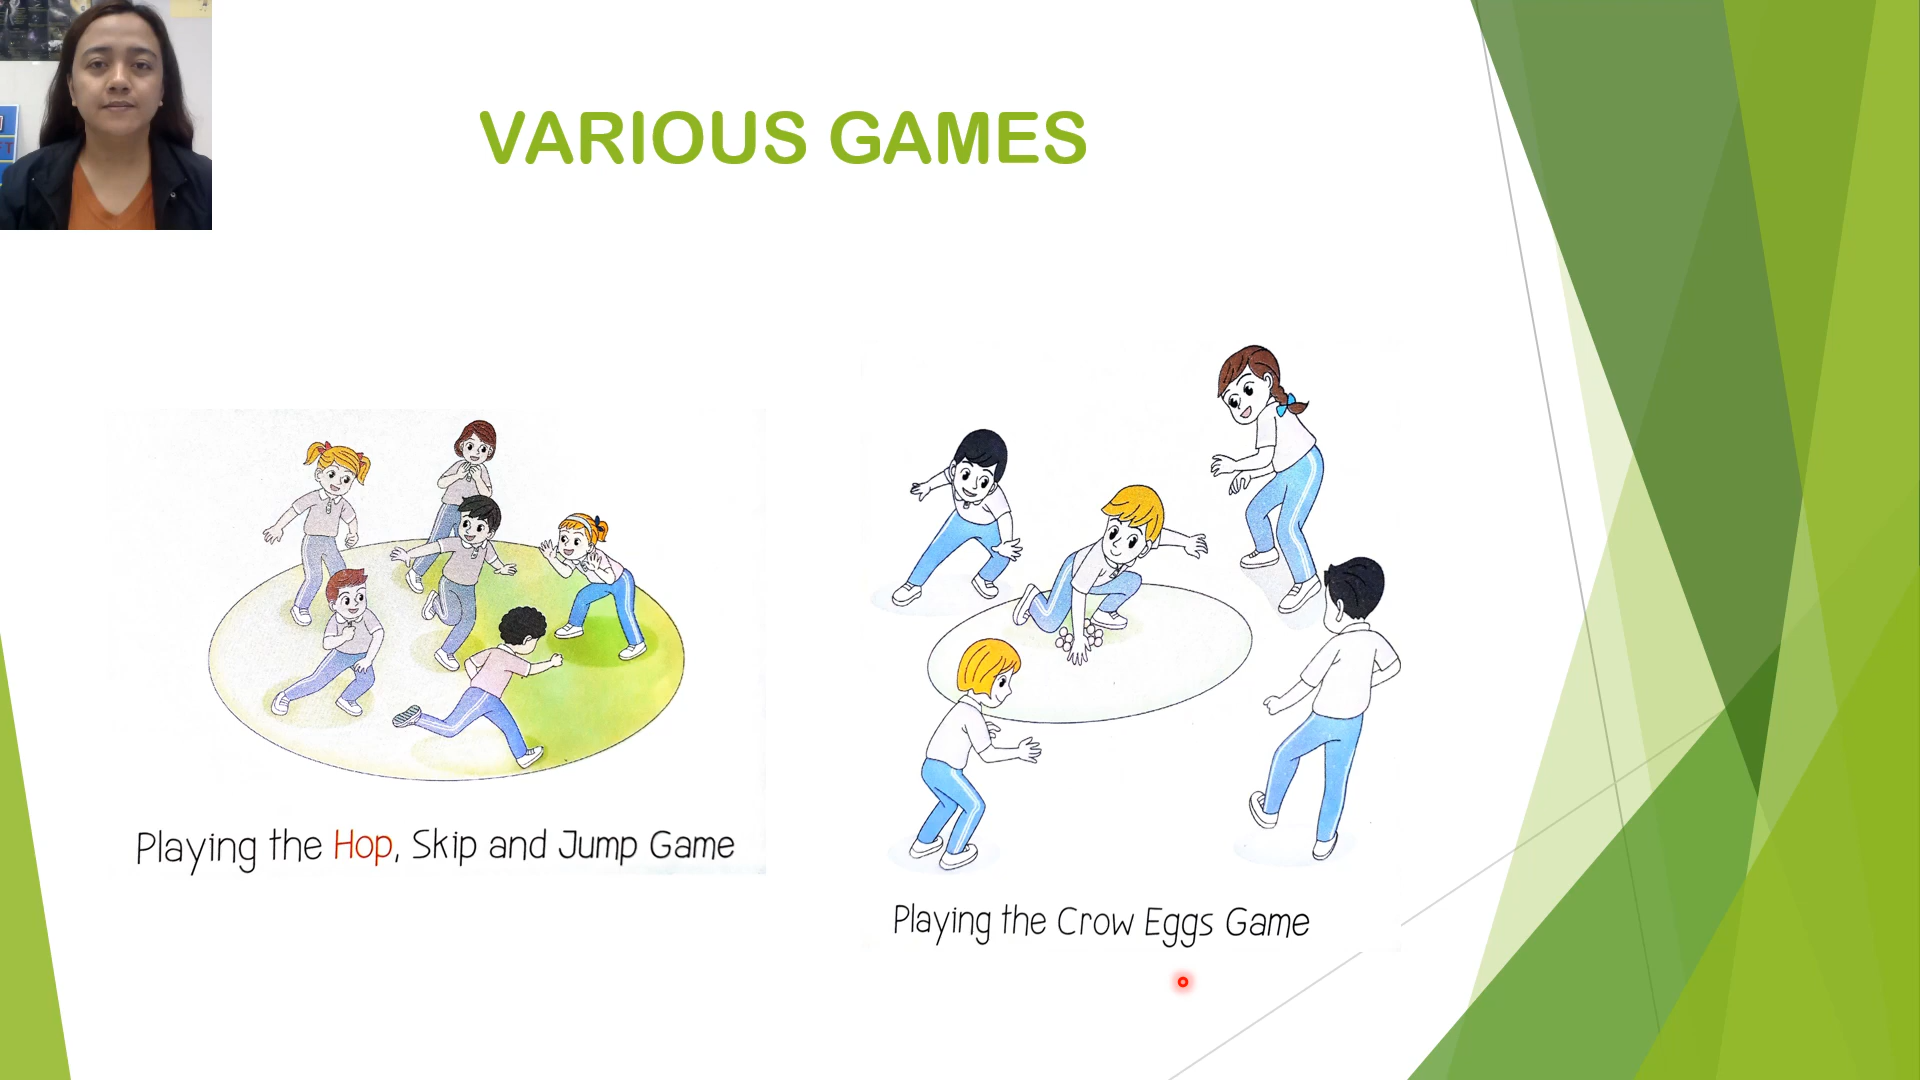 VARIOUS GAMES
Playing the Hop, Skip and Jump Game
Playing the Crow Eggs Game